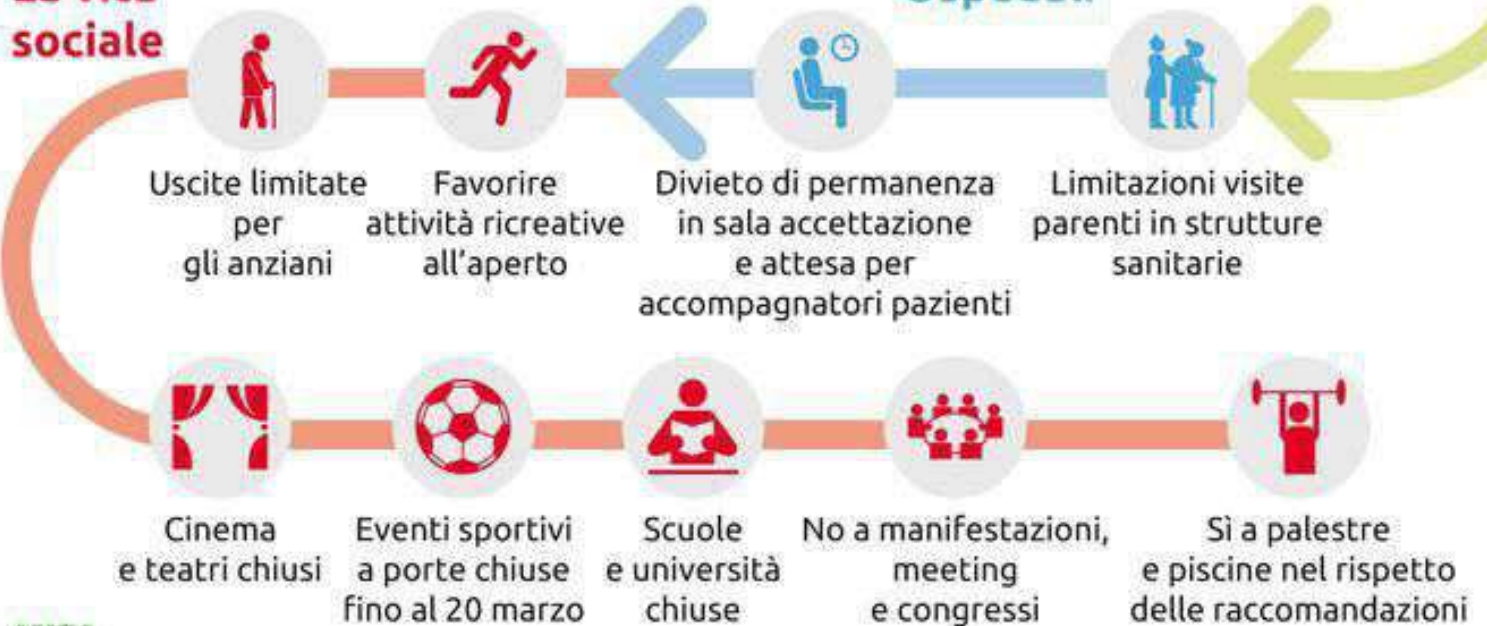 sociale
Uscite limitate
per
gli anziani
Favorire
attività ricreative
all'aperto
Divieto di permanenza
in sala accettazione
e attesa per
accompagnatori pazienti
Limitazioni visite
parenti in strutture
sanitarie
Cinema
e teatri chiusi
Eventi sportivi
a porte chiuse
fino al 20 marzo
Scuole
e università
chiuse
No a manifestazioni,
meeting
e congressi
Sì a palestre
e piscine nel rispetto
delle raccomandazioni